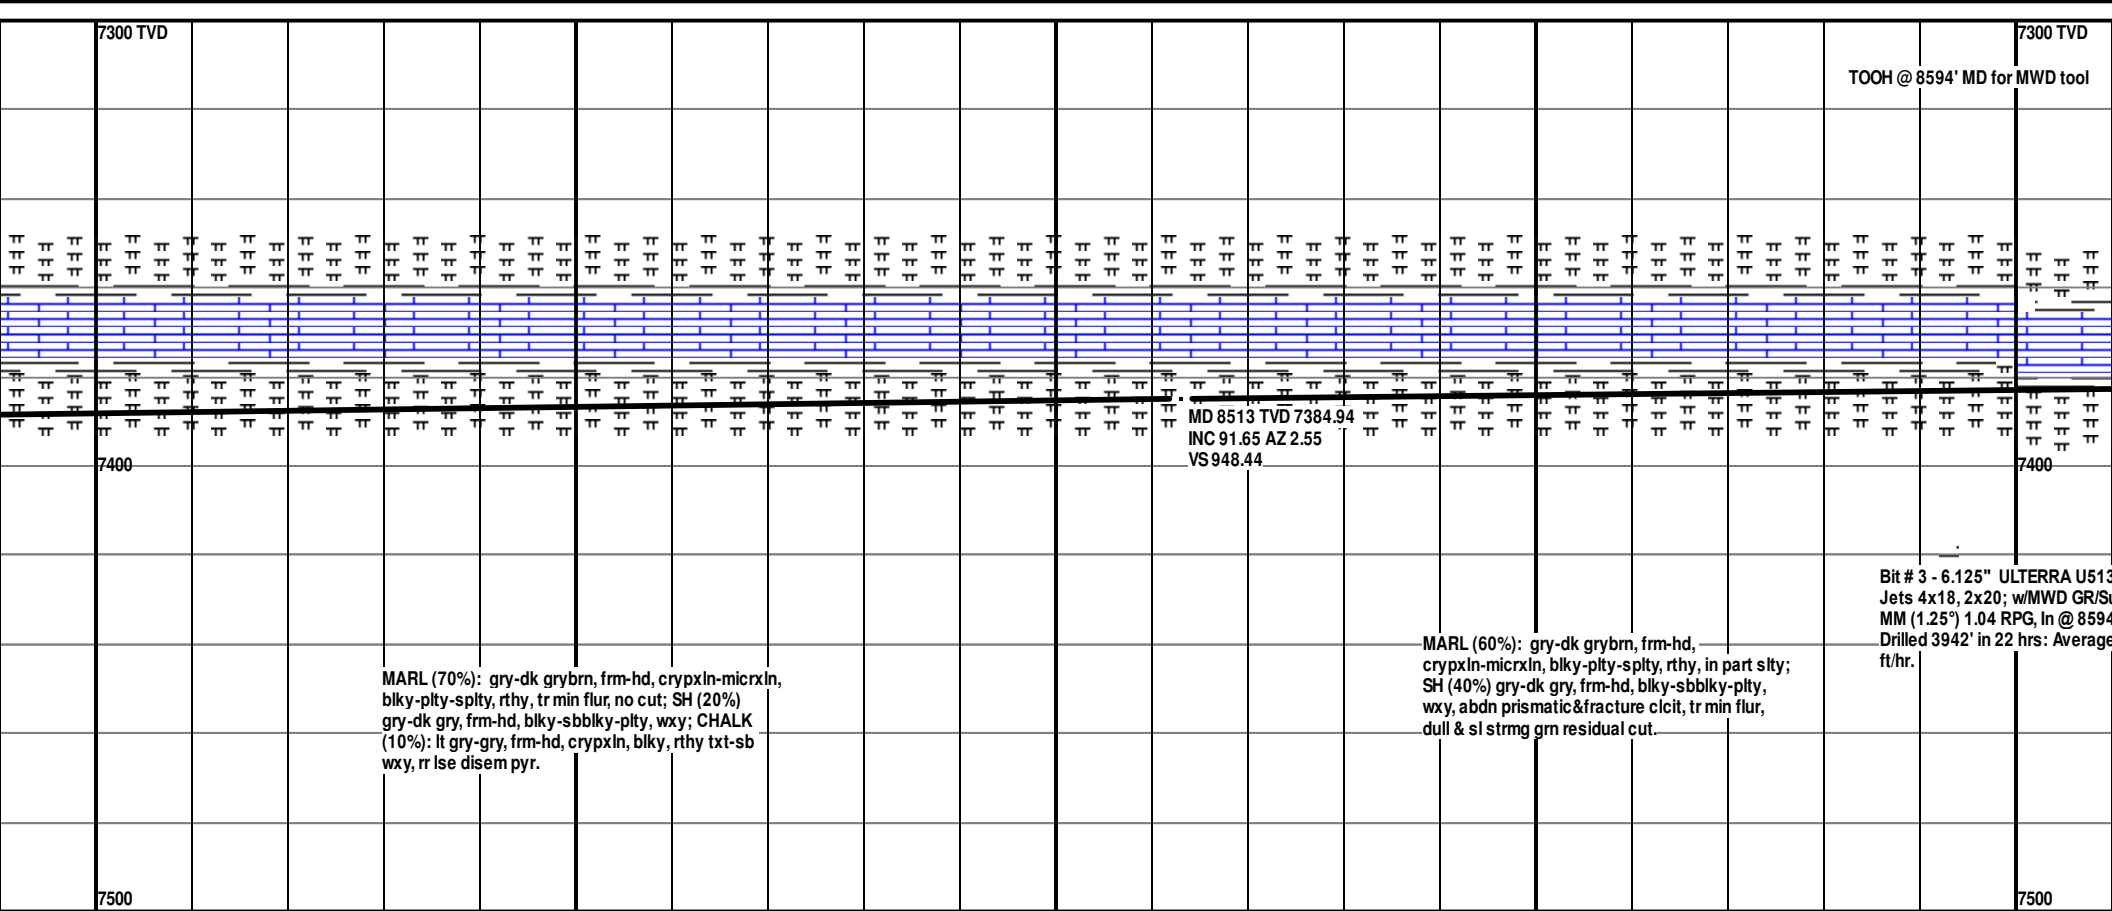 7300 TVD
7300 TVD
TOOH @ 8594' MD for MWD tool
MD 8513 TVD 7384.94
INC 91.65 AZ 2.55
VS 948.44
7400
7400
Bit # 3 - 6.125" ULTERRA U513
Jets 4x18, 2x20; w/MWD GR/Su
MM (1.25°) 1.04 RPG, In @ 8594
Drilled 3942' in 22 hrs: Average
ft/hr.
MARL (70%): gry-dk grybrn, frm-hd, crypxln-micrxln,
blky-plty-splty, rthy, tr min flur, no cut; SH (20%)
gry-dk gry, frm-hd, blky-sbblky-plty, wxy; CHALK
(10%): lt gry-gry, frm-hd, crypxln, blky, rthy txt-sb
wxy, rr lse disem pyr.
MARL (60%): gry-dk grybrn, frm-hd,
crypxln-micrxln, blky-plty-splty, rthy, in part slty;
SH (40%) gry-dk gry, frm-hd, blky-sbblky-plty,
wxy, abdn prismatic&fracture clcit, tr min flur,
dull & sl strmg grn residual cut.
7500
7500